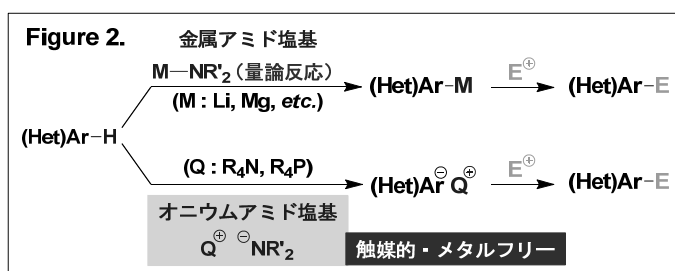 Figure 2.
金属アミド塩基
M—NR'₂（量論反応）
(M : Li, Mg, etc.)
(Het)Ar–H
(Het)Ar–M
E⊕
(Het)Ar–E
(Q : R₄N, R₄P)
(Het)Ar⊖ Q⊕
E⊕
(Het)Ar–E
オニウムアミド塩基
Q⊕ ⊖NR'₂
触媒的・メタルフリー